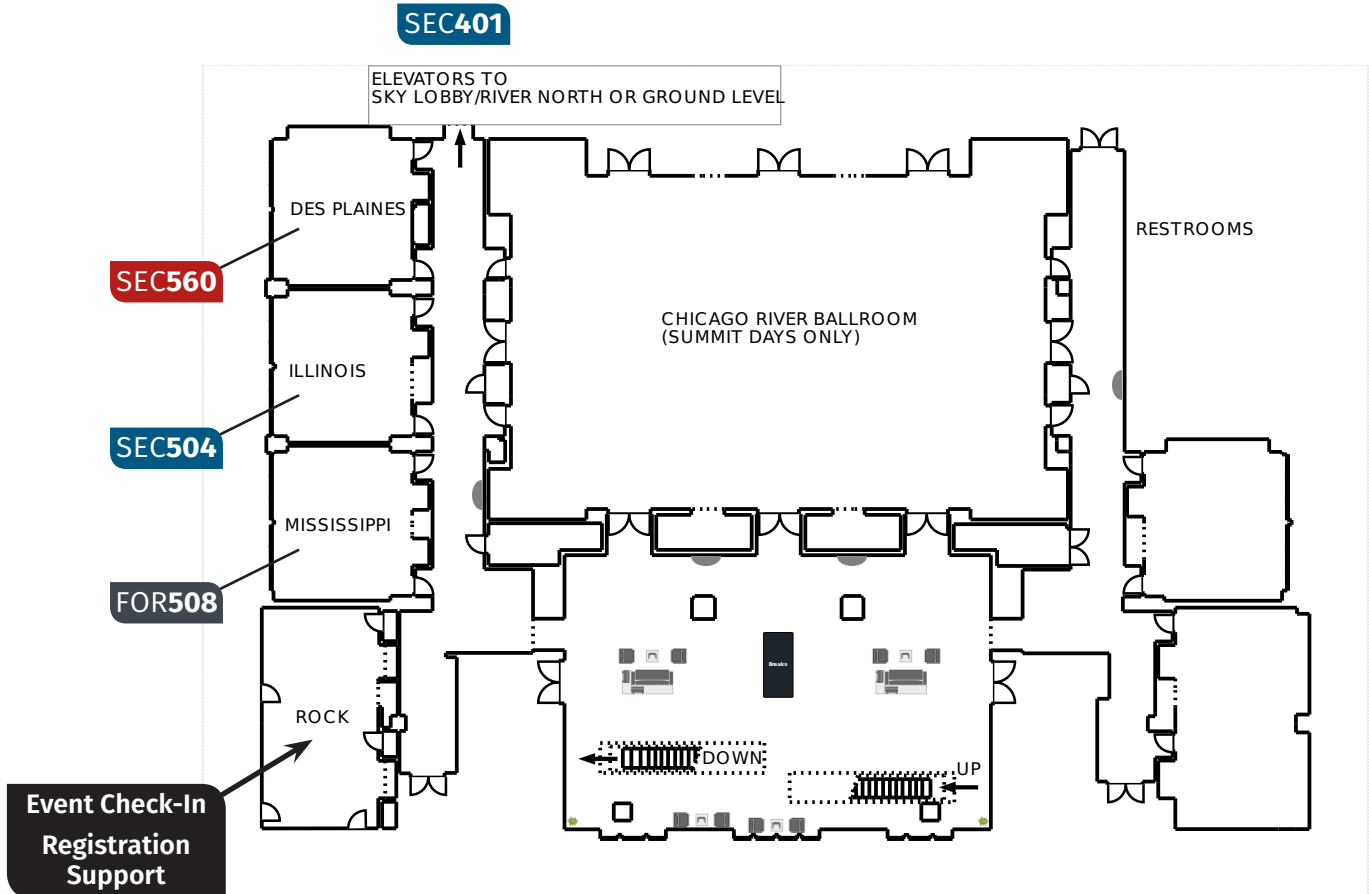 SEC401
ELEVATORS TO
SKY LOBBY/RIVER NORTH OR GROUND LEVEL
DES PLAINES
RESTROOMS
SEC560
CHICAGO RIVER BALLROOM
(SUMMIT DAYS ONLY)
ILLINOIS
SEC504
MISSISSIPPI
FOR508
Breaks
ROCK
DOWN
UP
Event Check-In
Registration
Support